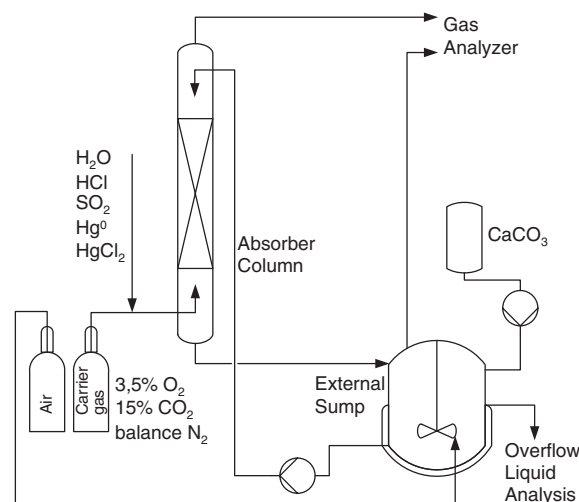 Gas
Analyzer
H₂O
HCl
SO₂
Hg⁰
HgCl₂
Absorber
Column
CaCO₃
Air
Carrier
gas
3,5% O₂
15% CO₂
balance N₂
External
Sump
Overflow
Liquid
Analysis